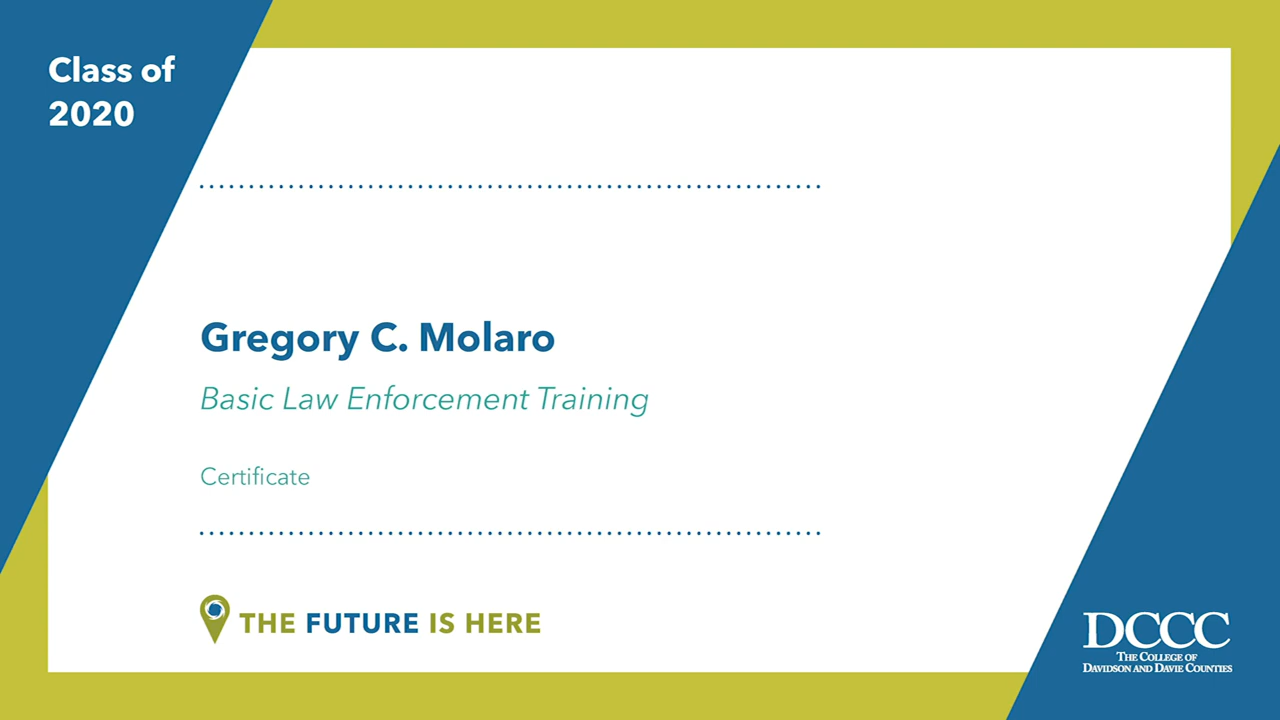 Class of
2020
Gregory C. Molaro
Basic Law Enforcement Training
Certificate
THE FUTURE IS HERE
DCCC
THE COLLEGE OF
DAVIDSON AND DAVIE COUNTIES